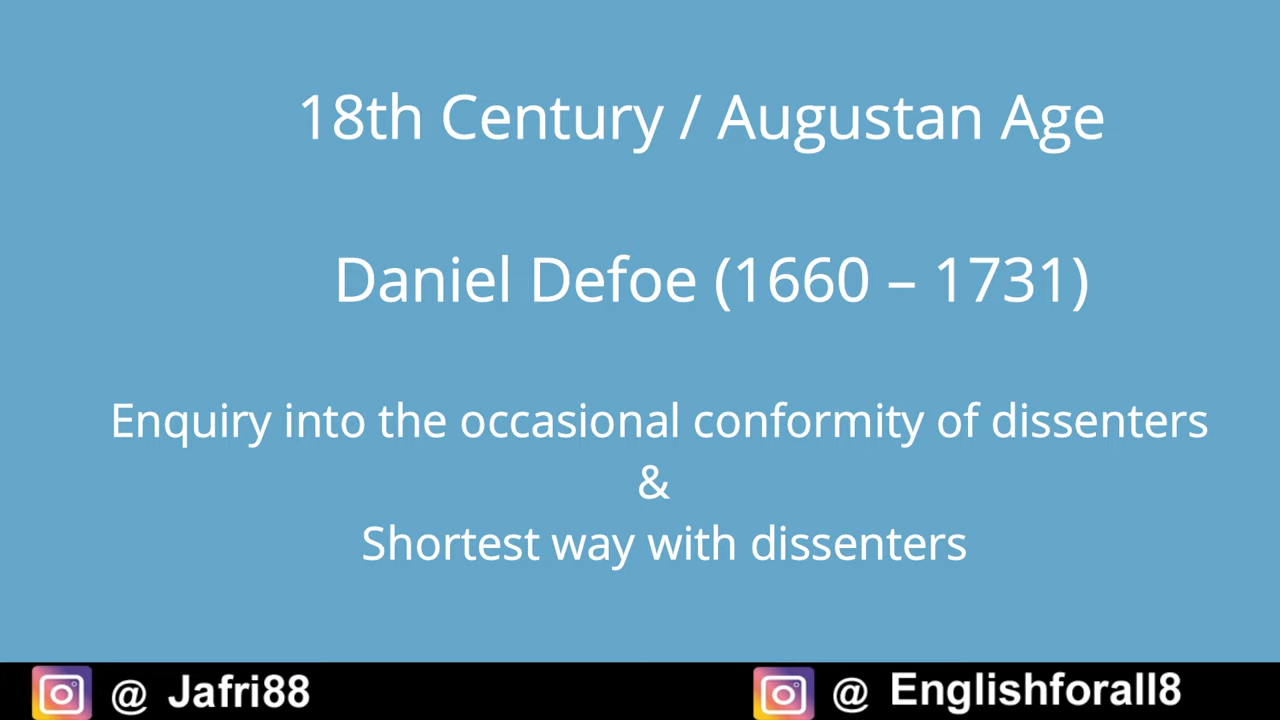 18th Century / Augustan Age
Daniel Defoe (1660 – 1731)
Enquiry into the occasional conformity of dissenters
&
Shortest way with dissenters
@ Jafri88
@ Englishforall8